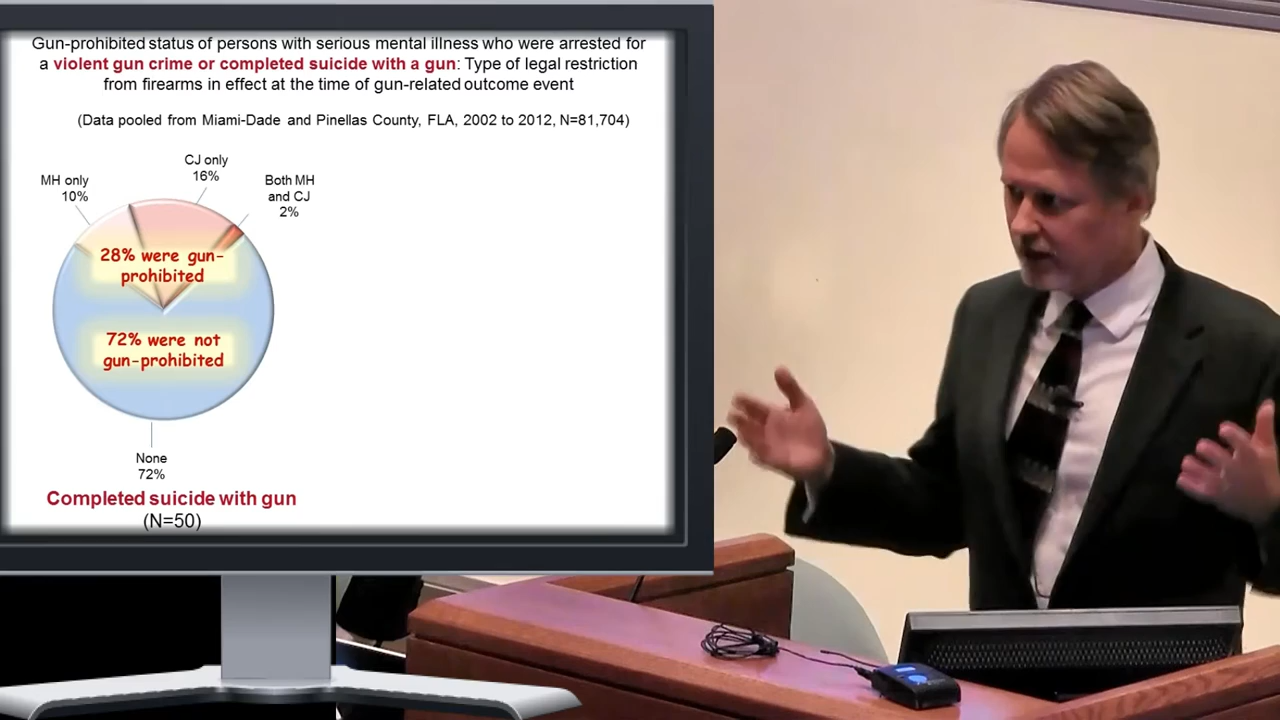 Gun-prohibited status of persons with serious mental illness who were arrested for
a violent gun crime or completed suicide with a gun: Type of legal restriction
from firearms in effect at the time of gun-related outcome event
(Data pooled from Miami-Dade and Pinellas County, FLA, 2002 to 2012, N=81,704)
CJ only
16%
MH only
10%
Both MH
and CJ
2%
28% were gun-
prohibited
72% were not
gun-prohibited
None
72%
Completed suicide with gun
(N=50)